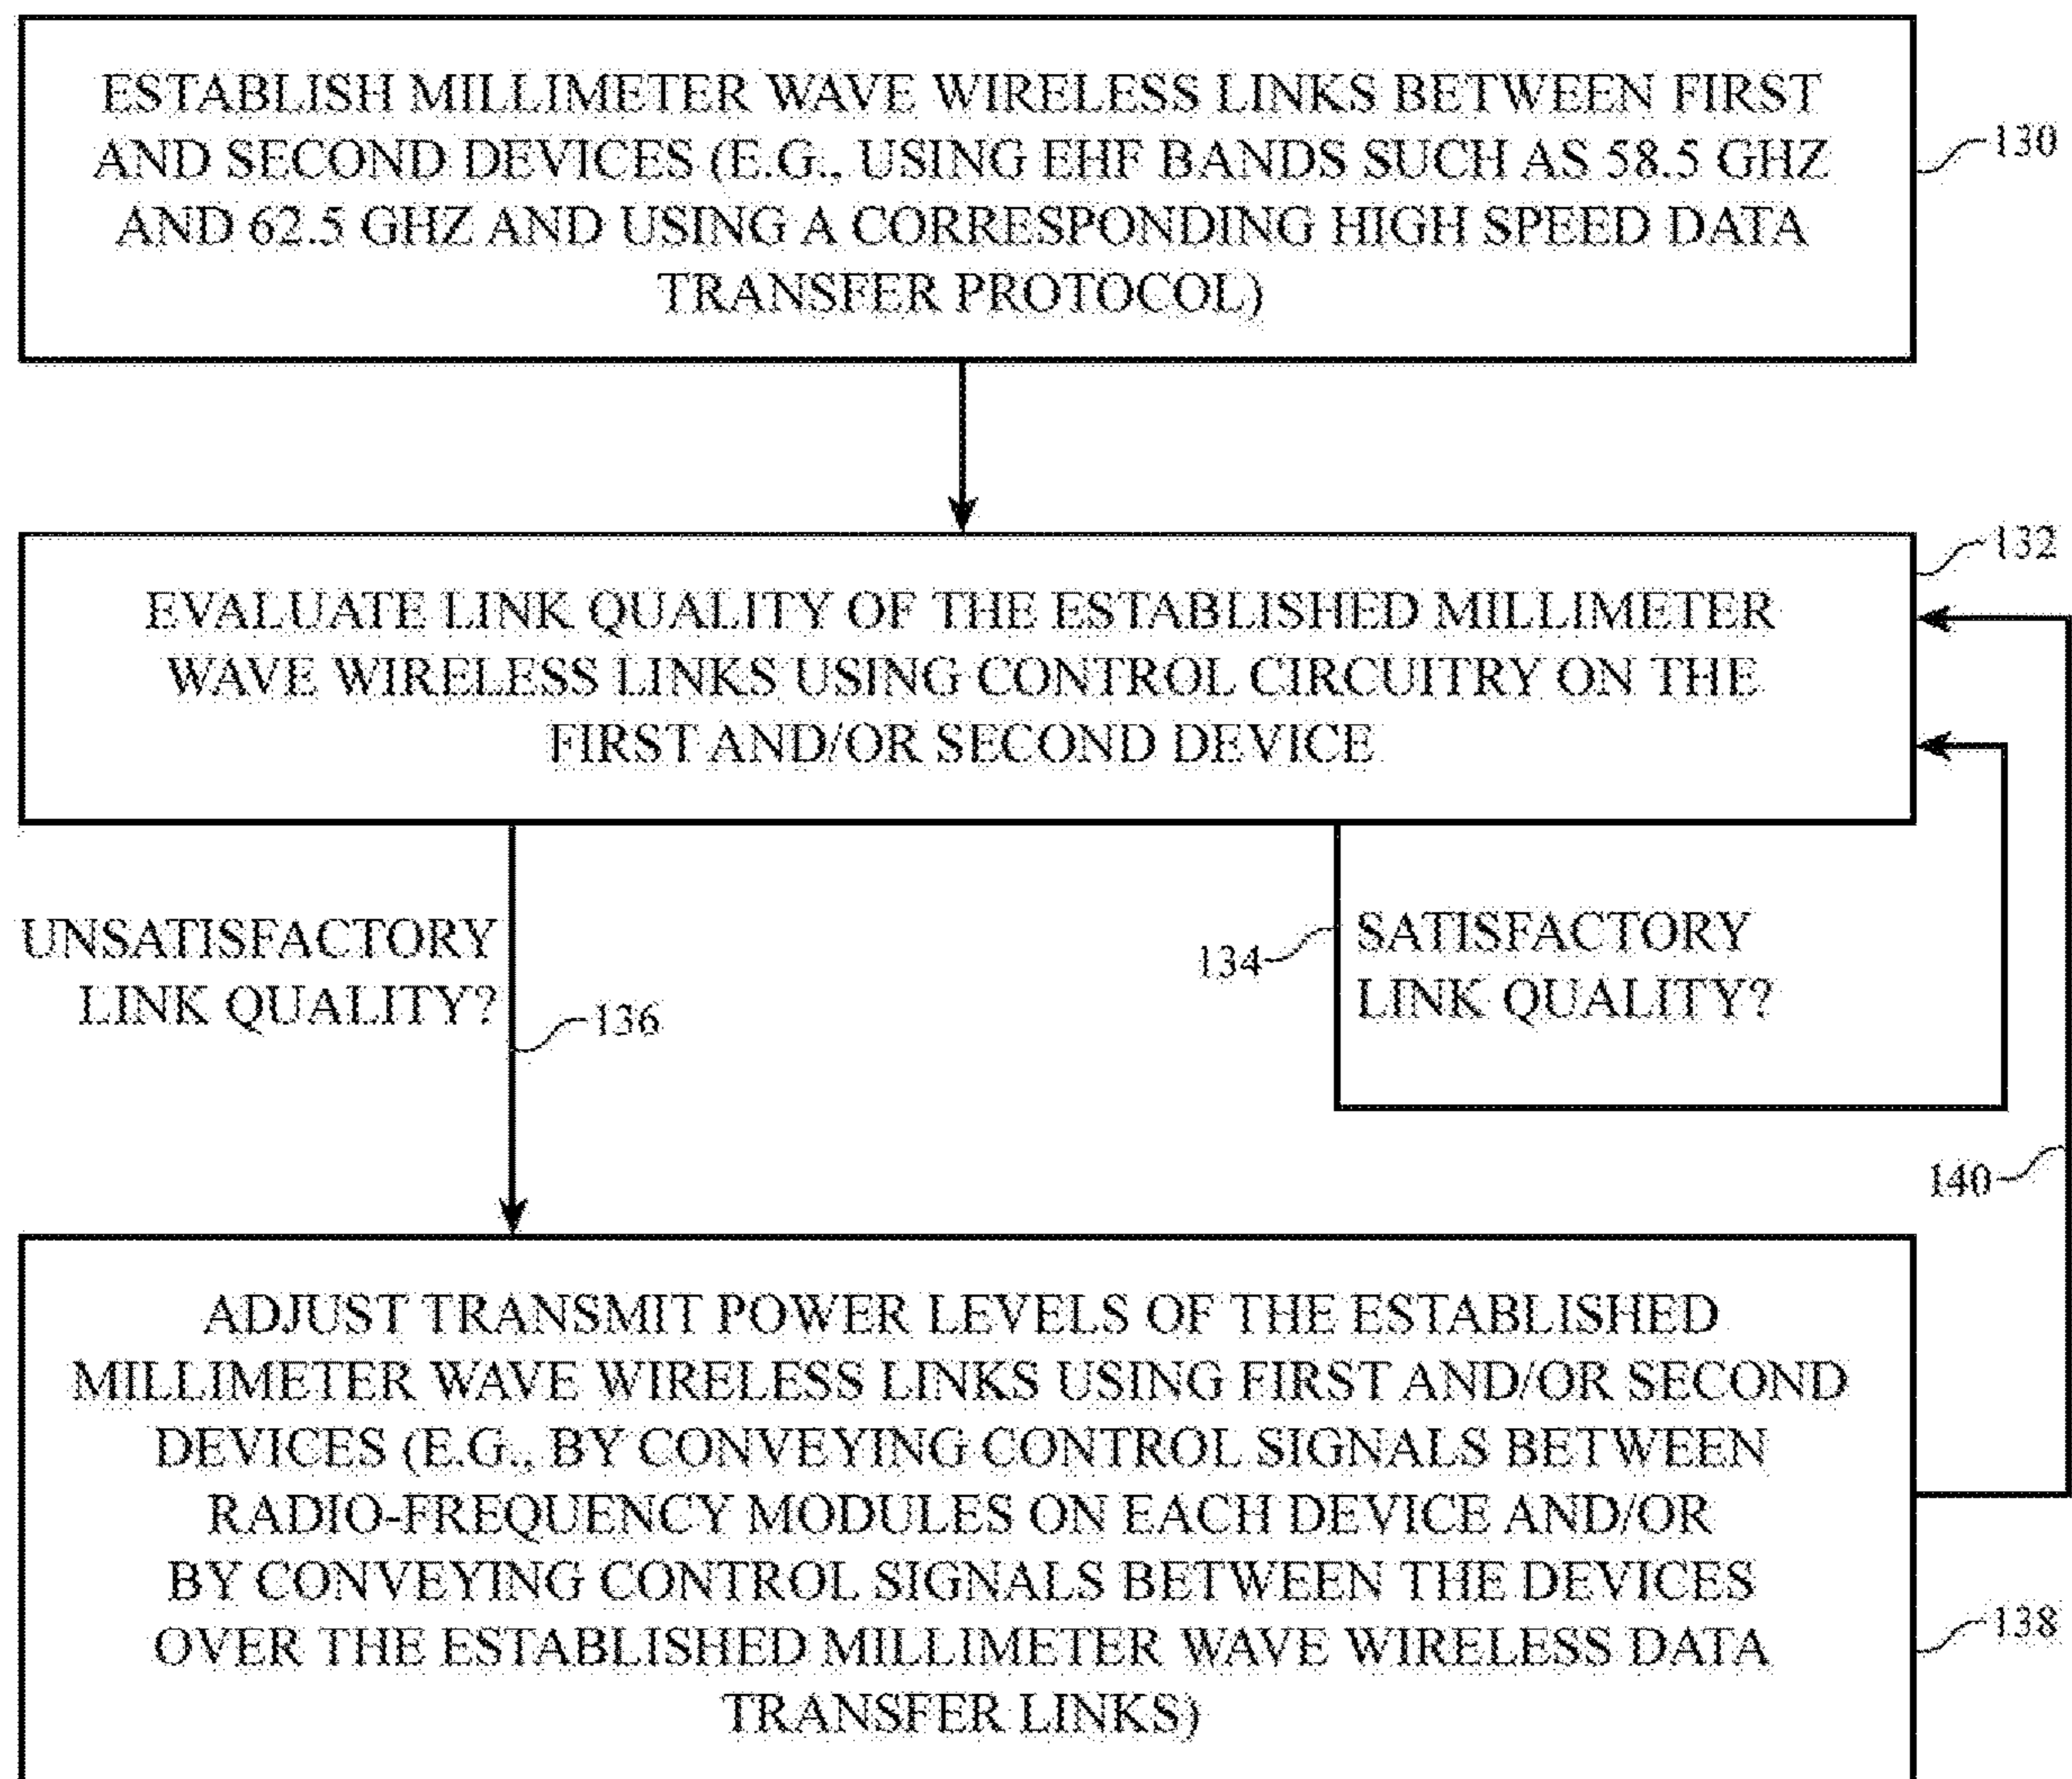 ESTABLISH MILLIMETER WAVE WIRELESS LINKS BETWEEN FIRST
AND SECOND DEVICES (E.G., USING EHF BANDS SUCH AS 58.5 GHZ
AND 62.5 GHZ AND USING A CORRESPONDING HIGH SPEED DATA
TRANSFER PROTOCOL)
130
132
EVALUATE LINK QUALITY OF THE ESTABLISHED MILLIMETER
WAVE WIRELESS LINKS USING CONTROL CIRCUITRY ON THE
FIRST AND/OR SECOND DEVICE
UNSATISFACTORY
LINK QUALITY?
136
134
SATISFACTORY
LINK QUALITY?
140
ADJUST TRANSMIT POWER LEVELS OF THE ESTABLISHED
MILLIMETER WAVE WIRELESS LINKS USING FIRST AND/OR SECOND
DEVICES (E.G., BY CONVEYING CONTROL SIGNALS BETWEEN
RADIO-FREQUENCY MODULES ON EACH DEVICE AND/OR
BY CONVEYING CONTROL SIGNALS BETWEEN THE DEVICES
OVER THE ESTABLISHED MILLIMETER WAVE WIRELESS DATA
TRANSFER LINKS)
138